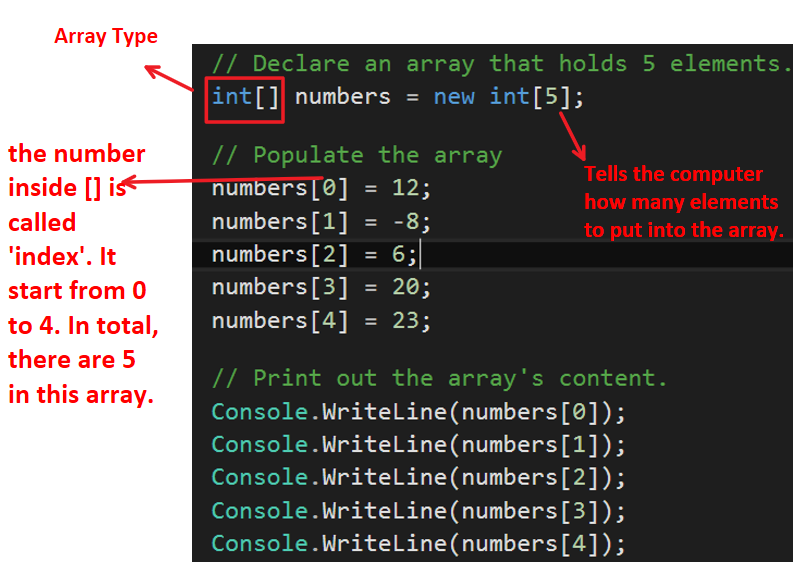 Array Type
// Declare an array that holds 5 elements.
int[] numbers = new int[5];
the number
inside [] is
called
'index'. It
start from 0
to 4. In total,
there are 5
in this array.
Tells the computer
how many elements
to put into the array.
// Populate the array
numbers[0] = 12;
numbers[1] = -8;
numbers[2] = 6;
numbers[3] = 20;
numbers[4] = 23;
// Print out the array's content.
Console.WriteLine(numbers[0]);
Console.WriteLine(numbers[1]);
Console.WriteLine(numbers[2]);
Console.WriteLine(numbers[3]);
Console.WriteLine(numbers[4]);